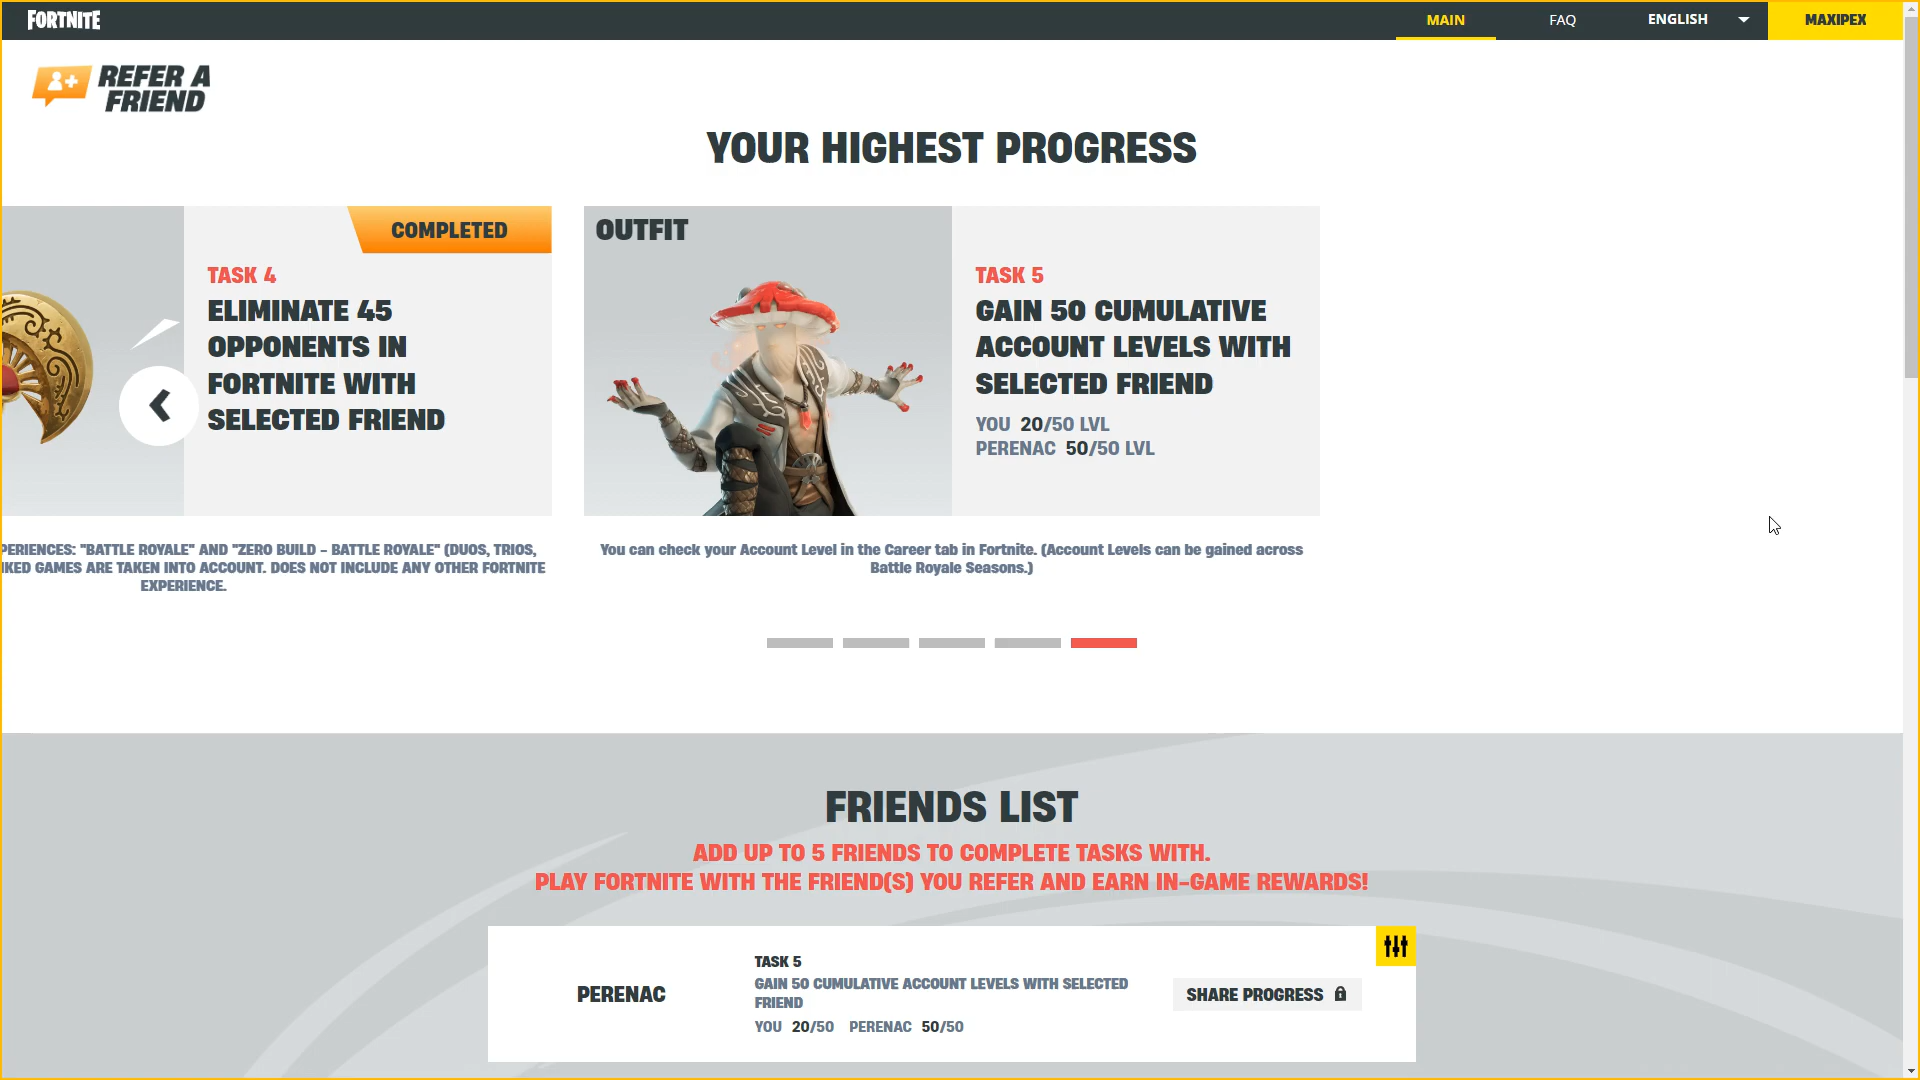 FORTNITE
MAIN
FAQ
ENGLISH
MAXIPEX
REFER A
FRIEND
YOUR HIGHEST PROGRESS
COMPLETED
TASK 4
ELIMINATE 45
OPPONENTS IN
FORTNITE WITH
SELECTED FRIEND
PERIENCES: "BATTLE ROYALE" AND "ZERO BUILD - BATTLE ROYALE" (DUOS, TRIOS,
KED GAMES ARE TAKEN INTO ACCOUNT. DOES NOT INCLUDE ANY OTHER FORTNITE
EXPERIENCE.
OUTFIT
TASK 5
GAIN 50 CUMULATIVE
ACCOUNT LEVELS WITH
SELECTED FRIEND
YOU 20/50 LVL
PERENAC 50/50 LVL
You can check your Account Level in the Career tab in Fortnite. (Account Levels can be gained across
Battle Royale Seasons.)
FRIENDS LIST
ADD UP TO 5 FRIENDS TO COMPLETE TASKS WITH.
PLAY FORTNITE WITH THE FRIEND(S) YOU REFER AND EARN IN-GAME REWARDS!
PERENAC
TASK 5
GAIN 50 CUMULATIVE ACCOUNT LEVELS WITH SELECTED
FRIEND
YOU 20/50 PERENAC 50/50
SHARE PROGRESS